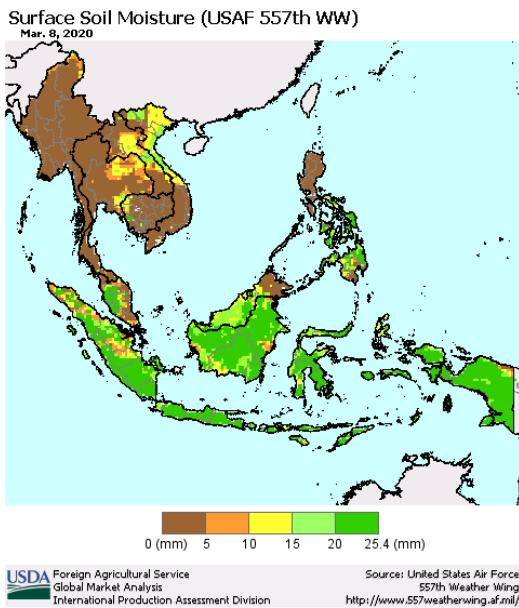 Surface Soil Moisture (USAF 557th WW)
Mar. 8, 2020
0 (mm) 5 10 15 20 25.4 (mm)
USDA Foreign Agricultural Service
Global Market Analysis
International Production Assessment Division
Source: United States Air Force
557th Weather Wing
http://www.557weatherwing.af.mil/